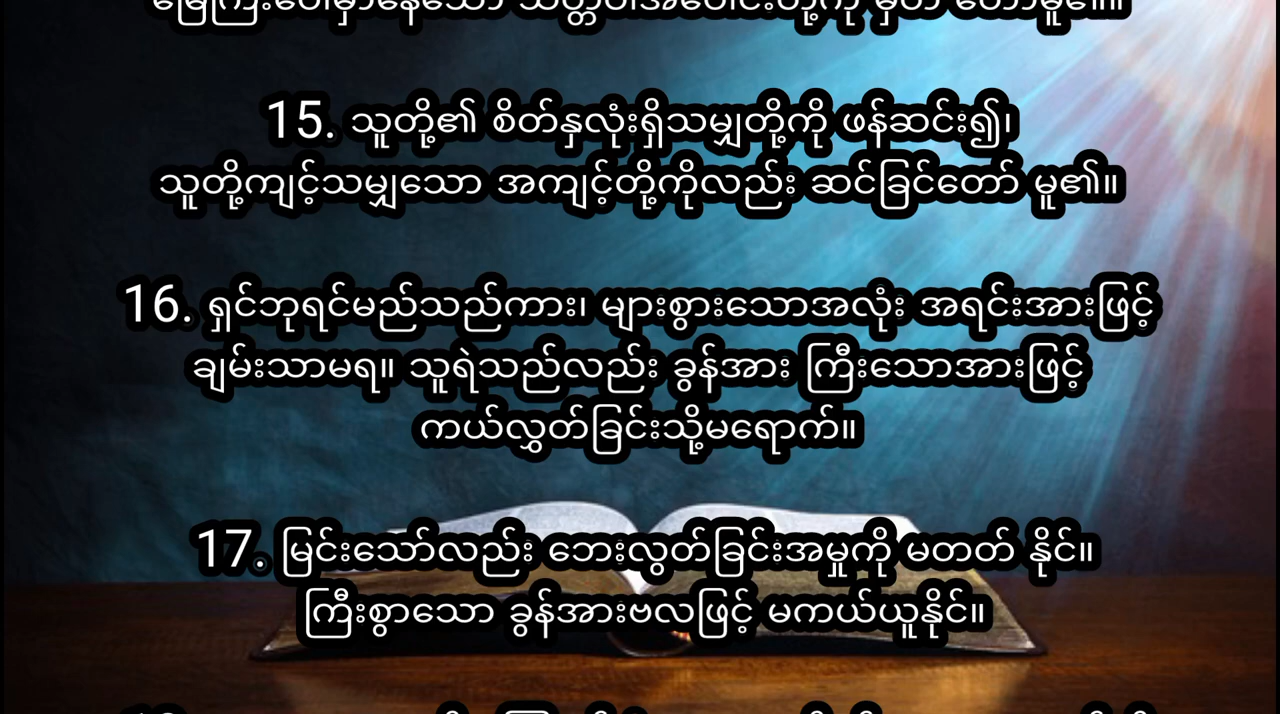 15. သူတို့၏ စိတ်နှလုံးရှိသမျှတို့ကို ဖန်ဆင်း၍၊
သူတို့ကျင့်သမျှသော အကျင့်တို့ကိုလည်း ဆင်ခြင်တော် မူ၏။
16. ရှင်ဘုရင်မည်သည်ကား၊ များစွားသောအလုံး အရင်းအားဖြင့်
ချမ်းသာမရ။ သူရဲသည်လည်း ခွန်အား ကြီးသောအားဖြင့်
ကယ်လွှတ်ခြင်းသို့မရောက်။
17. မြင်းသော်လည်း ဘေးလွတ်ခြင်းအမှုကို မတတ် နိုင်။
ကြီးစွာသော ခွန်အားဗလဖြင့် မကယ်ယူနိုင်။